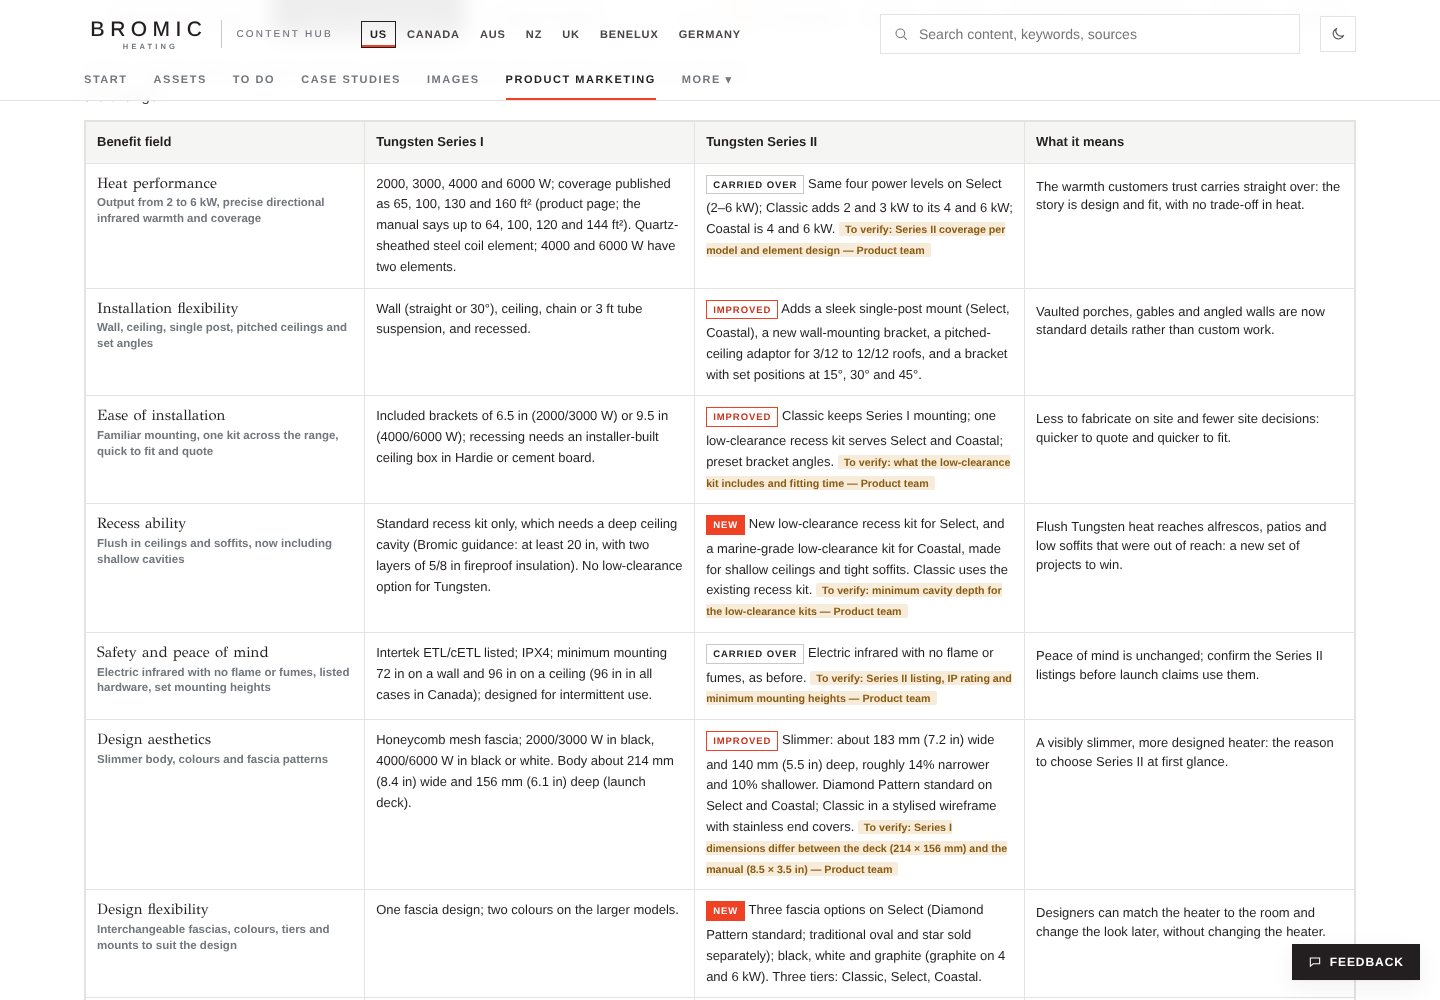 BROMIC
HEATING
CONTENT HUB
US CANADA AUS NZ UK BENELUX GERMANY
Search content, keywords, sources
START ASSETS TO DO CASE STUDIES IMAGES PRODUCT MARKETING MORE ▾
Benefit field
Tungsten Series I
Tungsten Series II
What it means
Heat performance
Output from 2 to 6 kW, precise directional
infrared warmth and coverage
2000, 3000, 4000 and 6000 W; coverage published
as 65, 100, 130 and 160 ft² (product page; the
manual says up to 64, 100, 120 and 144 ft²). Quartz-
sheathed steel coil element; 4000 and 6000 W have
two elements.
CARRIED OVER Same four power levels on Select
(2–6 kW); Classic adds 2 and 3 kW to its 4 and 6 kW;
Coastal is 4 and 6 kW. To verify: Series II coverage per
model and element design — Product team
The warmth customers trust carries straight over: the
story is design and fit, with no trade-off in heat.
Installation flexibility
Wall, ceiling, single post, pitched ceilings and
set angles
Wall (straight or 30°), ceiling, chain or 3 ft tube
suspension, and recessed.
IMPROVED Adds a sleek single-post mount (Select,
Coastal), a new wall-mounting bracket, a pitched-
ceiling adaptor for 3/12 to 12/12 roofs, and a bracket
with set positions at 15°, 30° and 45°.
Vaulted porches, gables and angled walls are now
standard details rather than custom work.
Ease of installation
Familiar mounting, one kit across the range,
quick to fit and quote
Included brackets of 6.5 in (2000/3000 W) or 9.5 in
(4000/6000 W); recessing needs an installer-built
ceiling box in Hardie or cement board.
IMPROVED Classic keeps Series I mounting; one
low-clearance recess kit serves Select and Coastal;
preset bracket angles. To verify: what the low-clearance
kit includes and fitting time — Product team
Less to fabricate on site and fewer site decisions:
quicker to quote and quicker to fit.
Recess ability
Flush in ceilings and soffits, now including
shallow cavities
Standard recess kit only, which needs a deep ceiling
cavity (Bromic guidance: at least 20 in, with two
layers of 5/8 in fireproof insulation). No low-clearance
option for Tungsten.
NEW New low-clearance recess kit for Select, and
a marine-grade low-clearance kit for Coastal, made
for shallow ceilings and tight soffits. Classic uses the
existing recess kit. To verify: minimum cavity depth for
the low-clearance kits — Product team
Flush Tungsten heat reaches alfrescos, patios and
low soffits that were out of reach: a new set of
projects to win.
Safety and peace of mind
Electric infrared with no flame or fumes, listed
hardware, set mounting heights
Intertek ETL/cETL listed; IPX4; minimum mounting
72 in on a wall and 96 in on a ceiling (96 in in all
cases in Canada); designed for intermittent use.
CARRIED OVER Electric infrared with no flame or
fumes, as before. To verify: Series II listing, IP rating and
minimum mounting heights — Product team
Peace of mind is unchanged; confirm the Series II
listings before launch claims use them.
Design aesthetics
Slimmer body, colours and fascia patterns
Honeycomb mesh fascia; 2000/3000 W in black,
4000/6000 W in black or white. Body about 214 mm
(8.4 in) wide and 156 mm (6.1 in) deep (launch
deck).
IMPROVED Slimmer: about 183 mm (7.2 in) wide
and 140 mm (5.5 in) deep, roughly 14% narrower
and 10% shallower. Diamond Pattern standard on
Select and Coastal; Classic in a stylised wireframe
with stainless end covers. To verify: Series I
dimensions differ between the deck (214 × 156 mm) and the
manual (8.5 × 3.5 in) — Product team
A visibly slimmer, more designed heater: the reason
to choose Series II at first glance.
Design flexibility
Interchangeable fascias, colours, tiers and
mounts to suit the design
One fascia design; two colours on the larger models.
NEW Three fascia options on Select (Diamond
Pattern standard; traditional oval and star sold
separately); black, white and graphite (graphite on 4
and 6 kW). Three tiers: Classic, Select, Coastal.
Designers can match the heater to the room and
change the look later, without changing the heater.
FEEDBACK